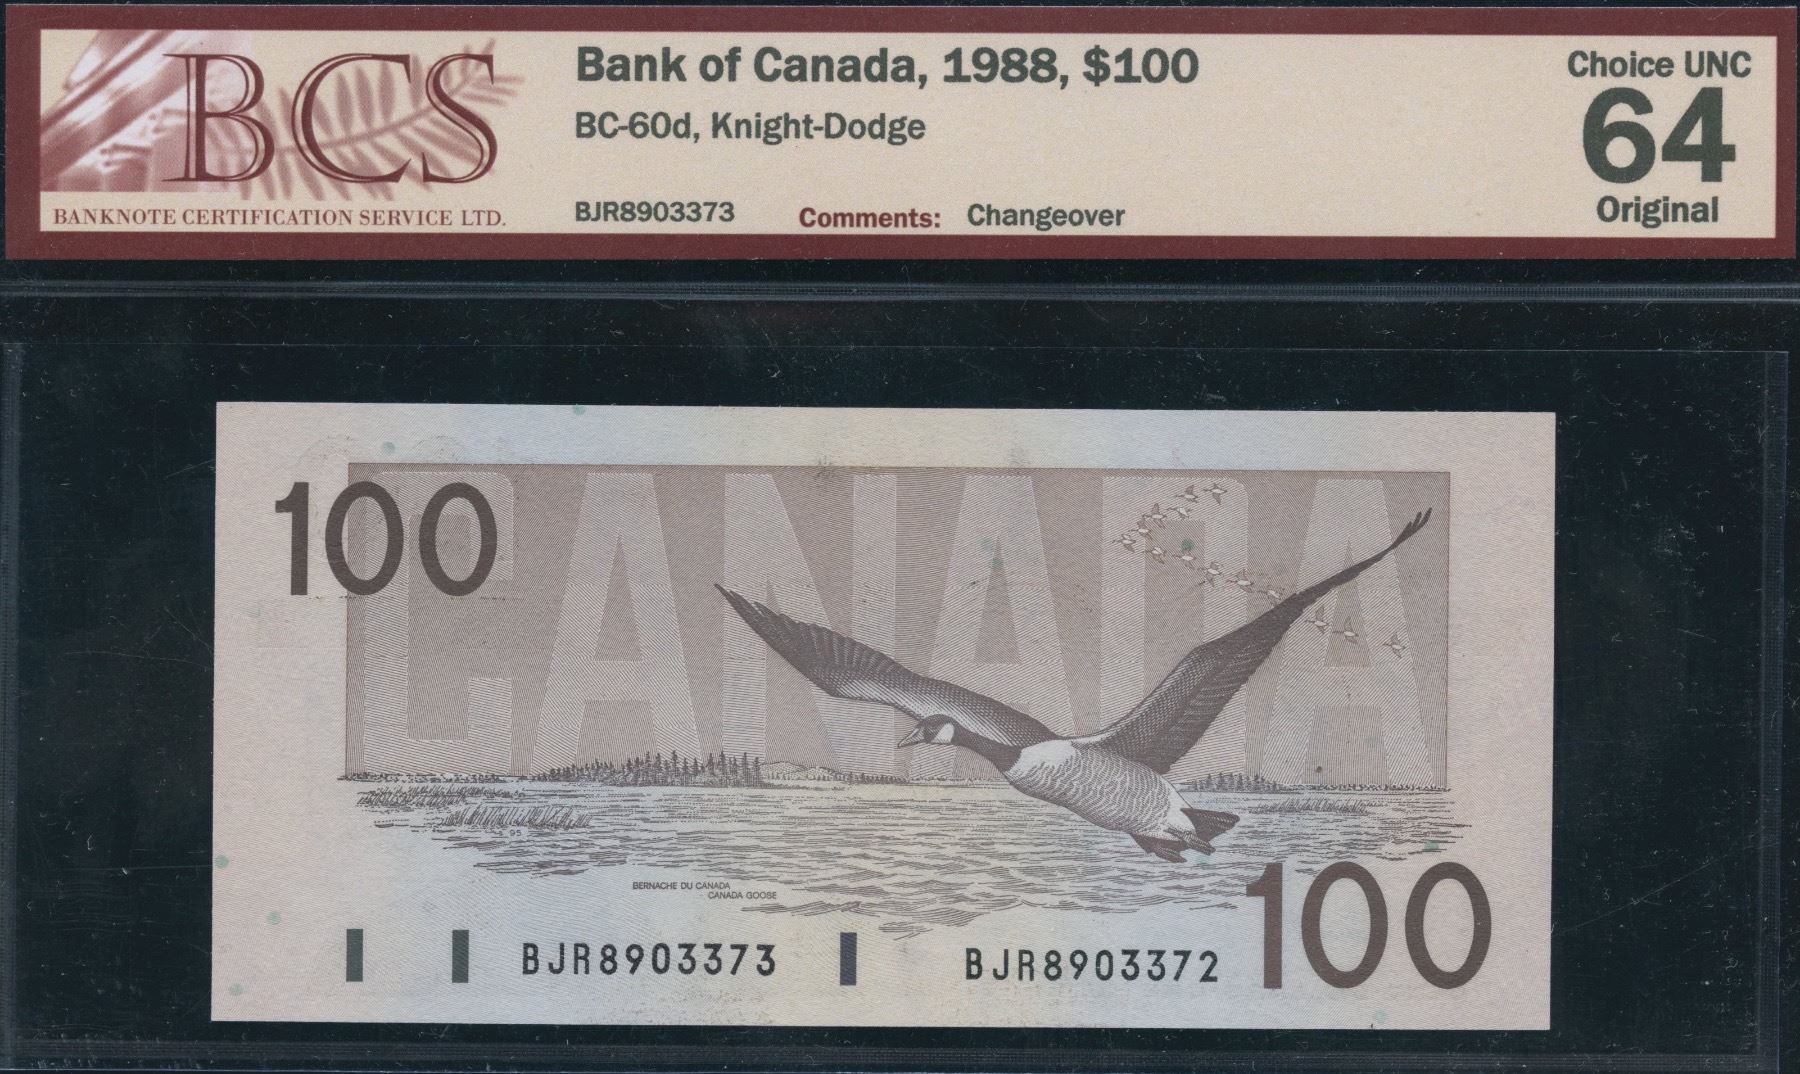 BCS
BANKNOTE CERTIFICATION SERVICE LTD.
Bank of Canada, 1988, $100
BC-60d, Knight-Dodge
BJR8903373 Comments: Changeover
Choice UNC
64
Original
100
CANADA
95
BERNACHE DU CANADA
CANADA GOOSE
BJR8903373 BJR8903372
100